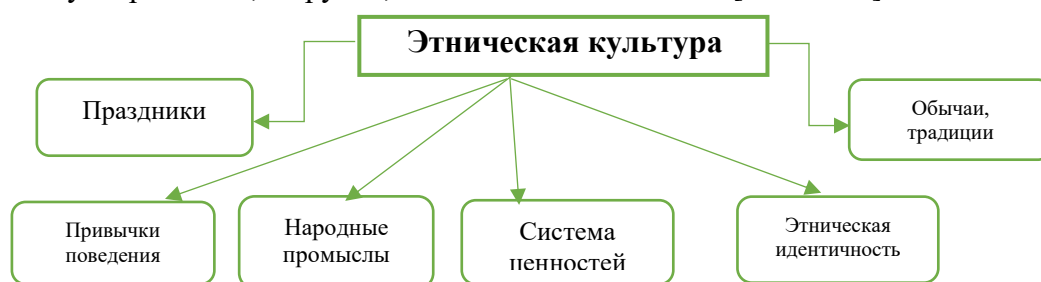 Этническая культура
Праздники
Обычаи,
традиции
Привычки
поведения
Народные
промыслы
Система
ценностей
Этническая
идентичность